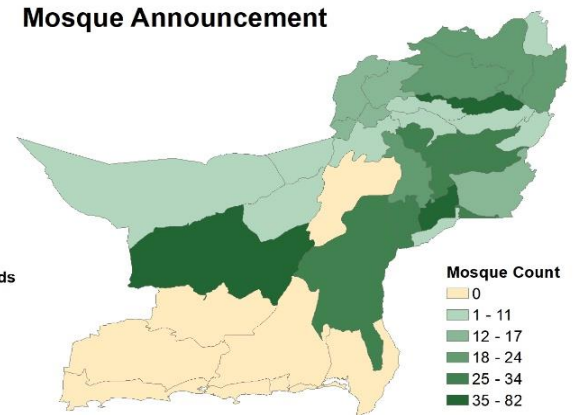 Mosque Announcement
ds
Mosque Count
0
1 - 11
12 - 17
18 - 24
25 - 34
35 - 82